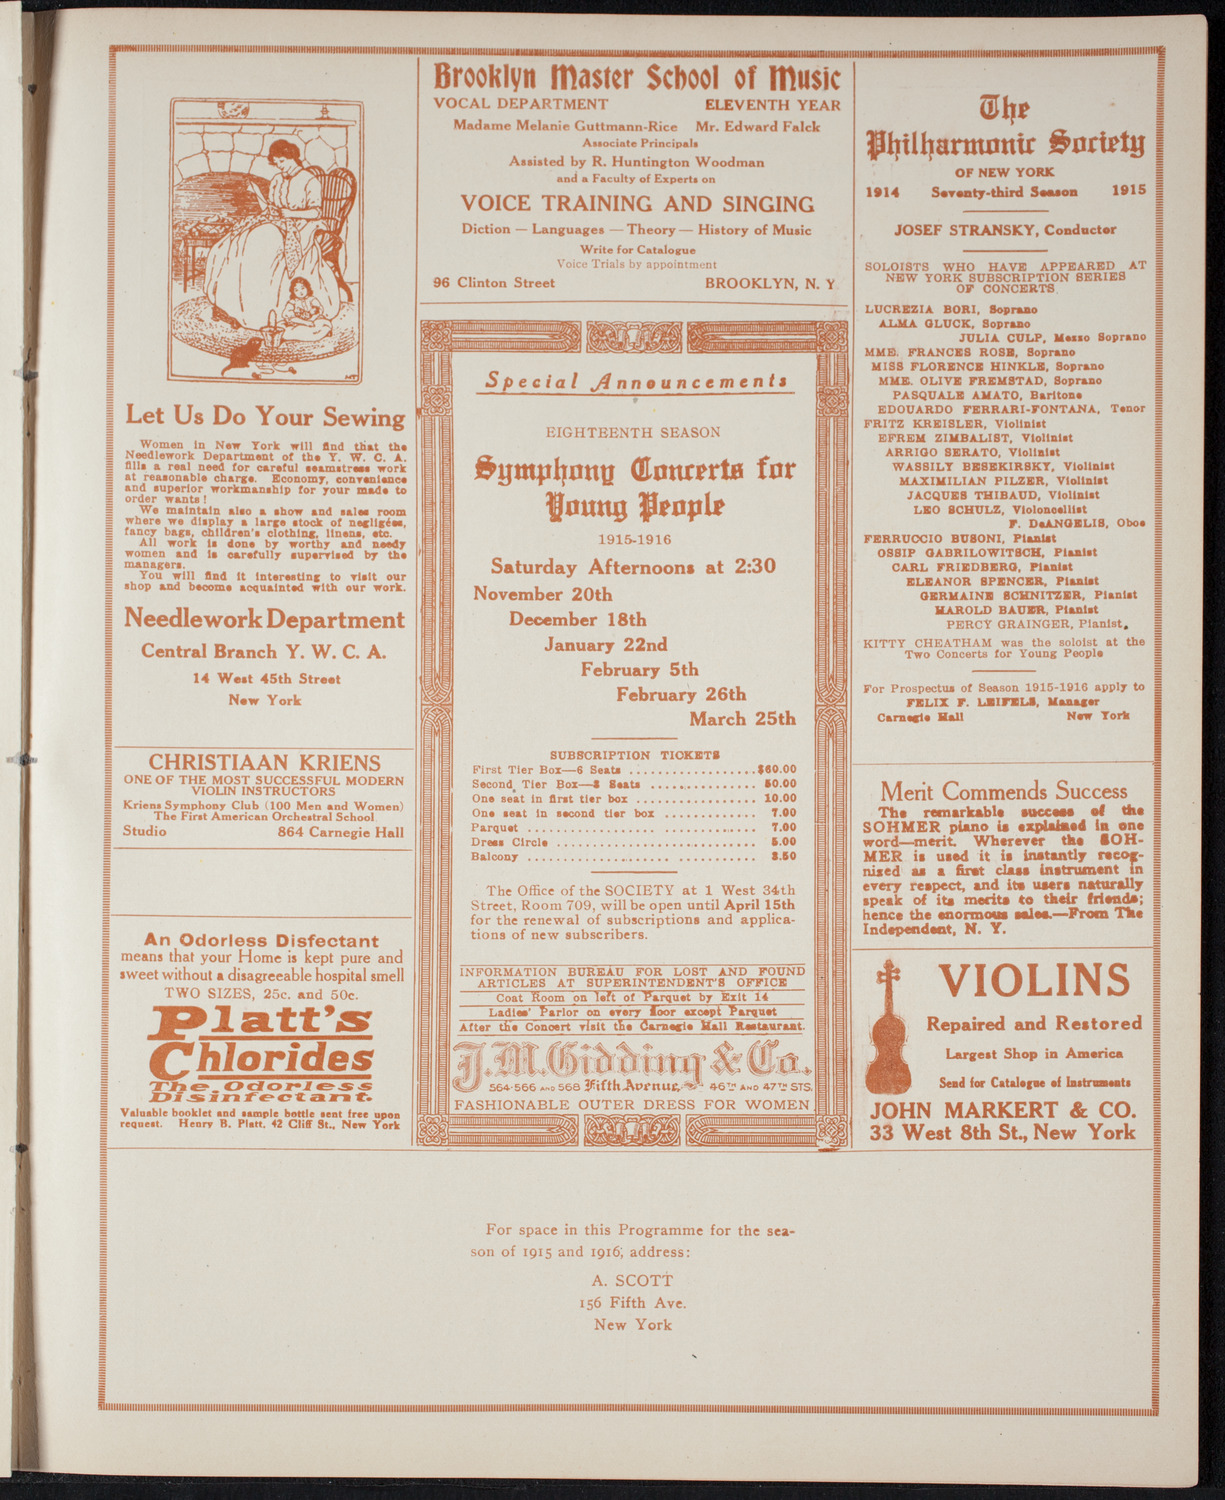 Let Us Do Your Sewing
Women in New York will find that the
Needlework Department of the Y. W. C. A.
fills a real need for careful seamstress work
at reasonable charge. Economy, convenience
and superior workmanship for your made to
order wants!
We maintain also a show and sales room
where we display a large stock of negligées,
fancy bags, children's clothing, linens, etc.
All work is done by worthy and needy
women and is carefully supervised by the
managers.
You will find it interesting to visit our
shop and become acquainted with our work.
Needlework Department
Central Branch Y. W. C. A.
14 West 45th Street
New York
CHRISTIAAN KRIENS
ONE OF THE MOST SUCCESSFUL MODERN
VIOLIN INSTRUCTORS
Kriens Symphony Club (100 Men and Women)
The First American Orchestral School
Studio 864 Carnegie Hall
An Odorless Disfectant
means that your Home is kept pure and
sweet without a disagreeable hospital smell
TWO SIZES, 25c. and 50c.
Platt's
Chlorides
The Odorless
Disinfectant.
Valuable booklet and sample bottle sent free upon
request. Henry B. Platt, 42 Cliff St., New York
Brooklyn Master School of Music
VOCAL DEPARTMENT ELEVENTH YEAR
Madame Melanie Guttmann-Rice Mr. Edward Falck
Associate Principals
Assisted by R. Huntington Woodman
and a Faculty of Experts on
VOICE TRAINING AND SINGING
Diction — Languages — Theory — History of Music
Write for Catalogue
Voice Trials by appointment
96 Clinton Street BROOKLYN, N. Y.
Special Announcements
EIGHTEENTH SEASON
Symphony Concerts for
Young People
1915-1916
Saturday Afternoons at 2:30
November 20th
December 18th
January 22nd
February 5th
February 26th
March 25th
SUBSCRIPTION TICKETS
First Tier Box—6 Seats ................... $60.00
Second Tier Box—8 Seats ................ 50.00
One seat in first tier box .................. 10.00
One seat in second tier box .............. 7.00
Parquet ................................... 7.00
Dress Circle .............................. 5.00
Balcony ................................... 3.50
The Office of the SOCIETY at 1 West 34th
Street, Room 709, will be open until April 15th
for the renewal of subscriptions and applica-
tions of new subscribers.
INFORMATION BUREAU FOR LOST AND FOUND
ARTICLES AT SUPERINTENDENT'S OFFICE
Coat Room on left of Parquet by Exit 14
Ladies' Parlor on every floor except Parquet
After the Concert visit the Carnegie Hall Restaurant.
J. M. Gidding & Co.
564-566 AND 568 Fifth Avenue, 46TH AND 47TH STS.
FASHIONABLE OUTER DRESS FOR WOMEN
The
Philharmonic Society
OF NEW YORK
1914 Seventy-third Season 1915
JOSEF STRANSKY, Conductor
SOLOISTS WHO HAVE APPEARED AT
NEW YORK SUBSCRIPTION SERIES
OF CONCERTS
LUCREZIA BORI, Soprano
ALMA GLUCK, Soprano
JULIA CULP, Mezzo Soprano
MME. FRANCES ROSE, Soprano
MISS FLORENCE HINKLE, Soprano
MME. OLIVE FREMSTAD, Soprano
PASQUALE AMATO, Baritone
EDOUARDO FERRARI-FONTANA, Tenor
FRITZ KREISLER, Violinist
EFREM ZIMBALIST, Violinist
ARRIGO SERATO, Violinist
WASSILY BESEKIRSKY, Violinist
MAXIMILIAN PILZER, Violinist
JACQUES THIBAUD, Violinist
LEO SCHULZ, Violoncellist
F. DeANGELIS, Oboe
FERRUCCIO BUSONI, Pianist
OSSIP GABRILOWITSCH, Pianist
CARL FRIEDBERG, Pianist
ELEANOR SPENCER, Pianist
GERMAINE SCHNITZER, Pianist
HAROLD BAUER, Pianist
PERCY GRAINGER, Pianist.
KITTY CHEATHAM was the soloist at the
Two Concerts for Young People
For Prospectus of Season 1915-1916 apply to
FELIX F. LEIFELS, Manager
Carnegie Hall New York
Merit Commends Success
The remarkable success of the
SOHMER piano is explained in one
word—merit. Wherever the SOH-
MER is used it is instantly recog-
nized as a first class instrument in
every respect, and its users naturally
speak of its merits to their friends;
hence the enormous sales.—From The
Independent, N. Y.
VIOLINS
Repaired and Restored
Largest Shop in America
Send for Catalogue of Instruments
JOHN MARKERT & CO.
33 West 8th St., New York
For space in this Programme for the sea-
son of 1915 and 1916, address:
A. SCOTT
156 Fifth Ave.
New York